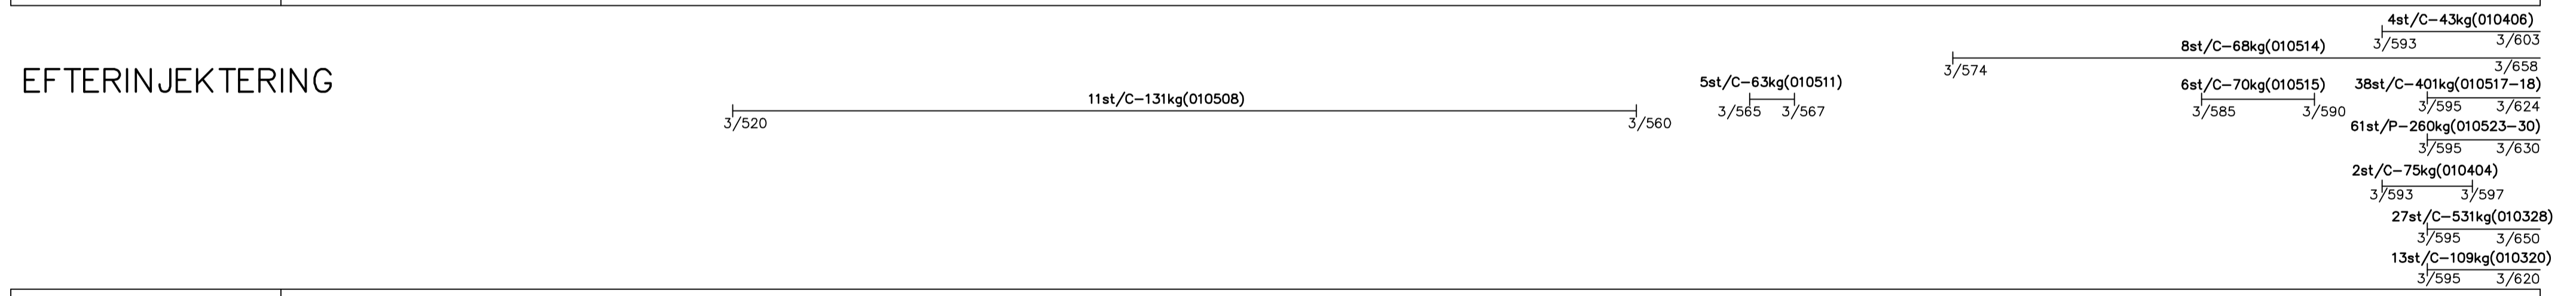 4st/C-43kg(010406)
3/593 3/603
8st/C-68kg(010514)
3/574 3/658
EFTERINJEKTERING
11st/C-131kg(010508)
3/520 3/560
5st/C-63kg(010511)
3/565 3/567
6st/C-70kg(010515)
3/585 3/590
38st/C-401kg(010517-18)
3/595 3/624
61st/P-260kg(010523-30)
3/595 3/630
2st/C-75kg(010404)
3/593 3/597
27st/C-531kg(010328)
3/595 3/650
13st/C-109kg(010320)
3/595 3/620